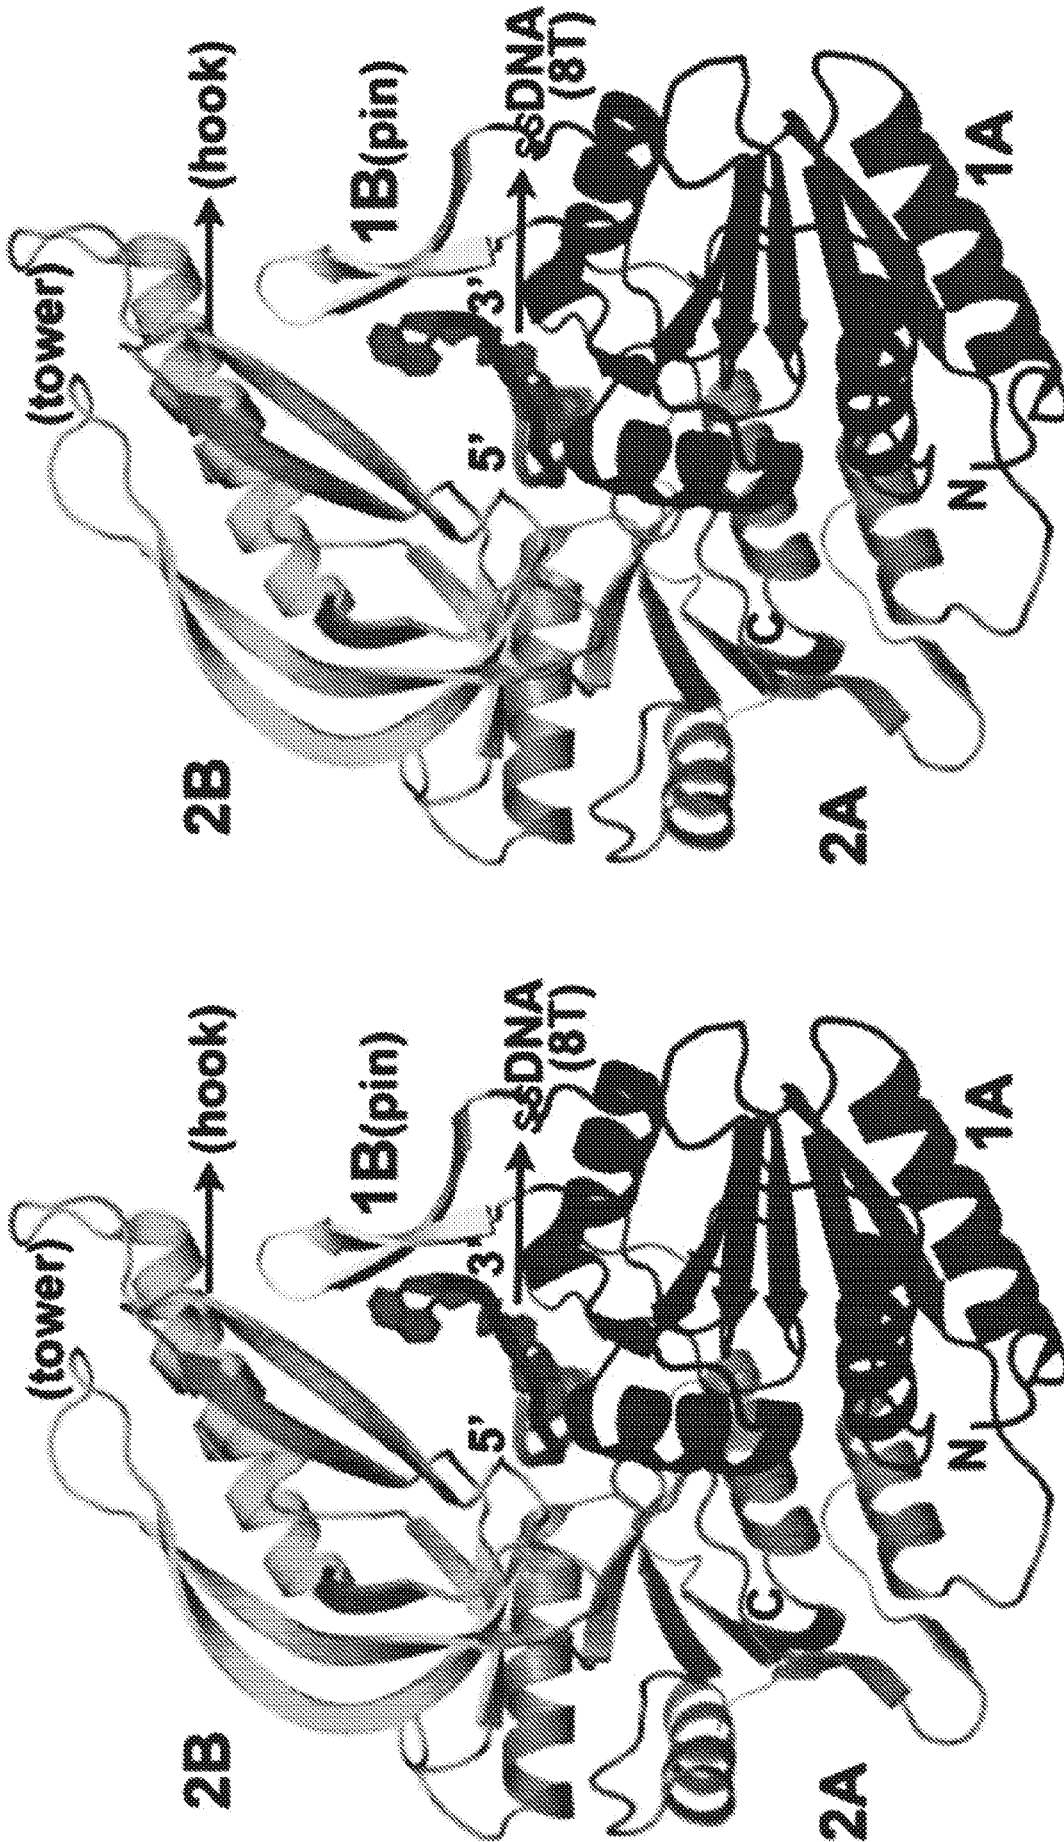 (tower)
2B
(hook)
1B(pin)
5'
3'
ssDNA
(8T)
C
2A
N
1A
(tower)
2B
(hook)
1B(pin)
5'
3'
ssDNA
(8T)
C
2A
N
1A